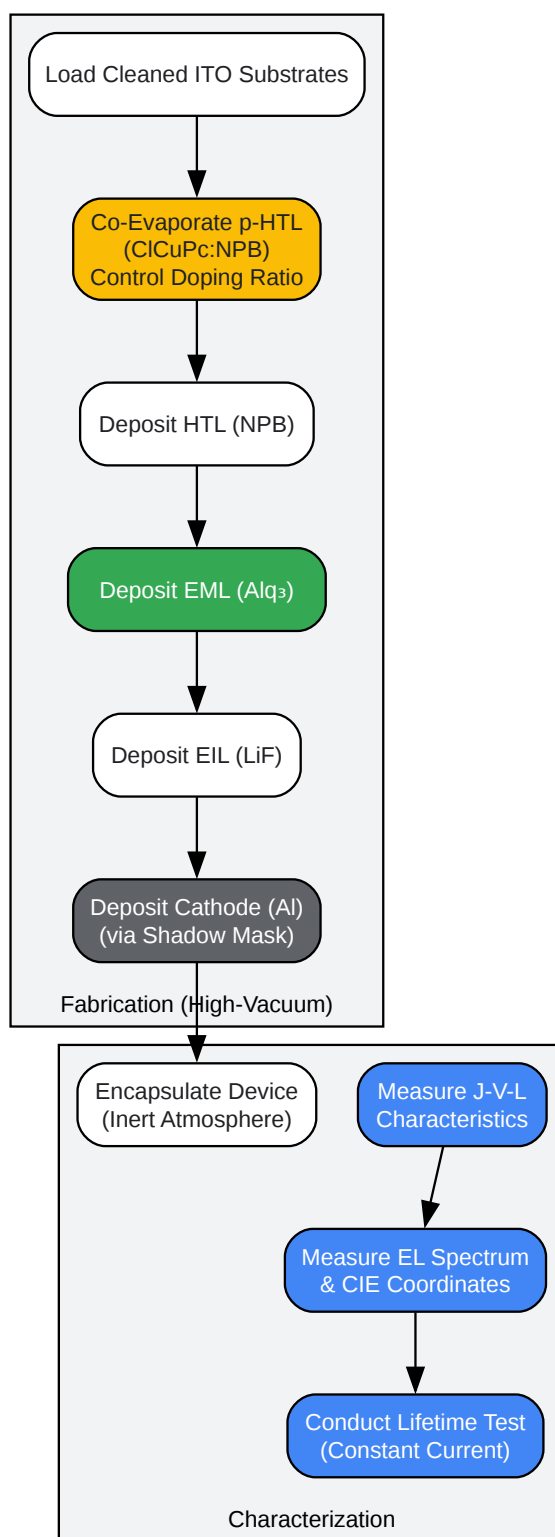 Load Cleaned ITO Substrates
Co-Evaporate p-HTL
(ClCuPc:NPB)
Control Doping Ratio
Deposit HTL (NPB)
Deposit EML (Alq₃)
Deposit EIL (LiF)
Deposit Cathode (Al)
(via Shadow Mask)
Fabrication (High-Vacuum)
Encapsulate Device
(Inert Atmosphere)
Measure J-V-L
Characteristics
Measure EL Spectrum
& CIE Coordinates
Conduct Lifetime Test
(Constant Current)
Characterization